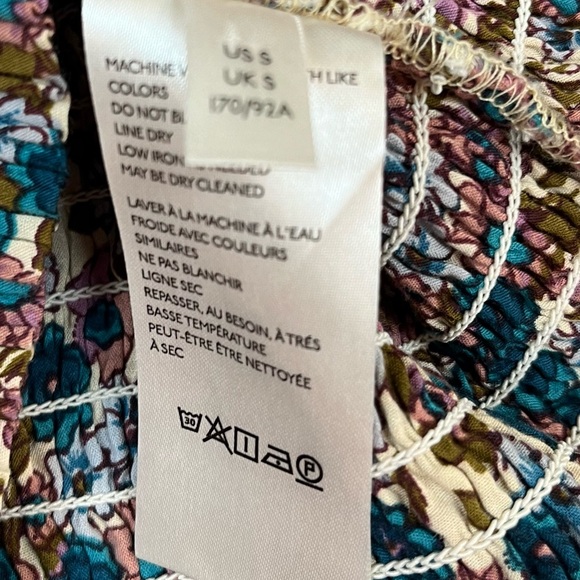 US S
UK S
170/92A
MACHINE H LIKE
COLORS
DO NOT
LINE DRY
LOW IRON NEEDED
MAY BE DRY CLEANED
LAVER À LA MACHINE À L'EAU
FROIDE AVEC COULEURS
SIMILAIRES
NE PAS BLANCHIR
LIGNE SEC
REPASSER, AU BESOIN, À TRÉS
BASSE TEMPÉRATURE
PEUT-ÊTRE ÊTRE NETTOYÉE
À SEC
30
P